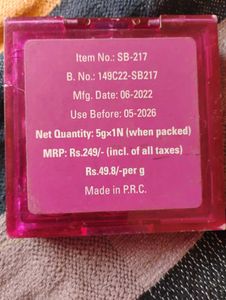 Item No.: SB-217
B. No.: 149C22-SB217
Mfg. Date: 06-2022
Use Before: 05-2026
Net Quantity: 5g×1N (when packed)
MRP: Rs.249/- (incl. of all taxes)
Rs.49.8/-per g
Made in P.R.C.